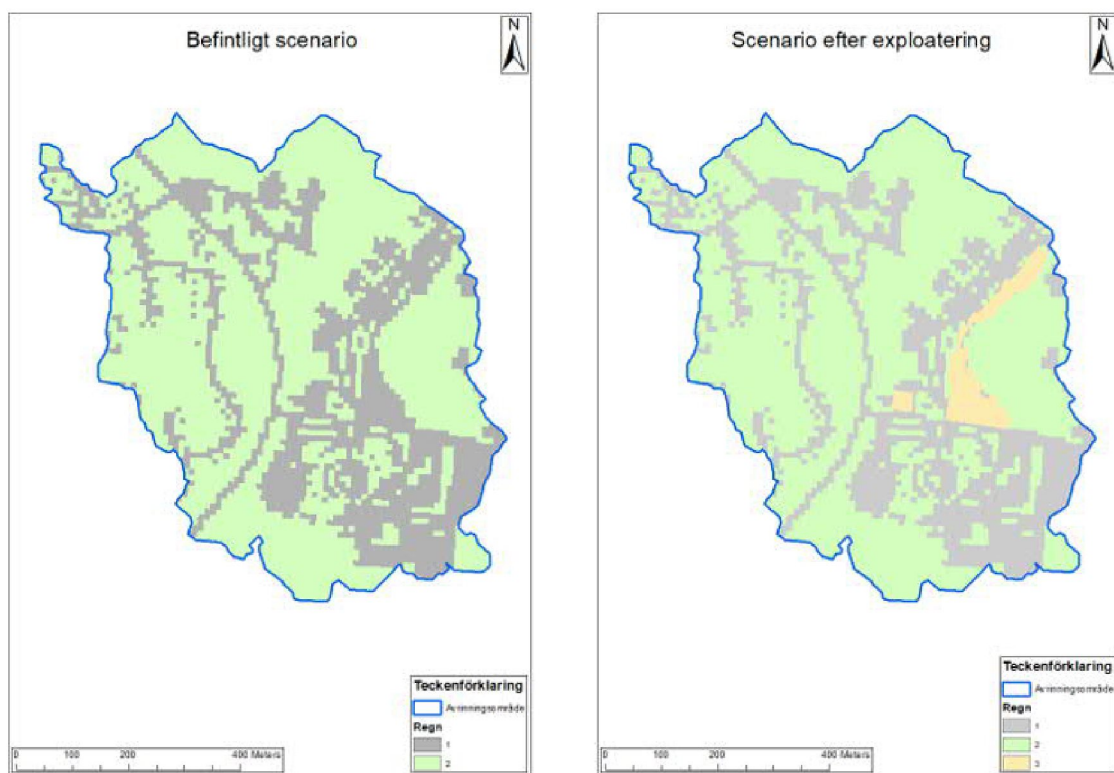 Befintligt scenario
N
Teckenförklaring
Avrinningsområde
Regn
1
2
0 100 200 400 Meters
Scenario efter exploatering
N
Teckenförklaring
Avrinningsområde
Regn
1
2
3
0 100 200 400 Meters